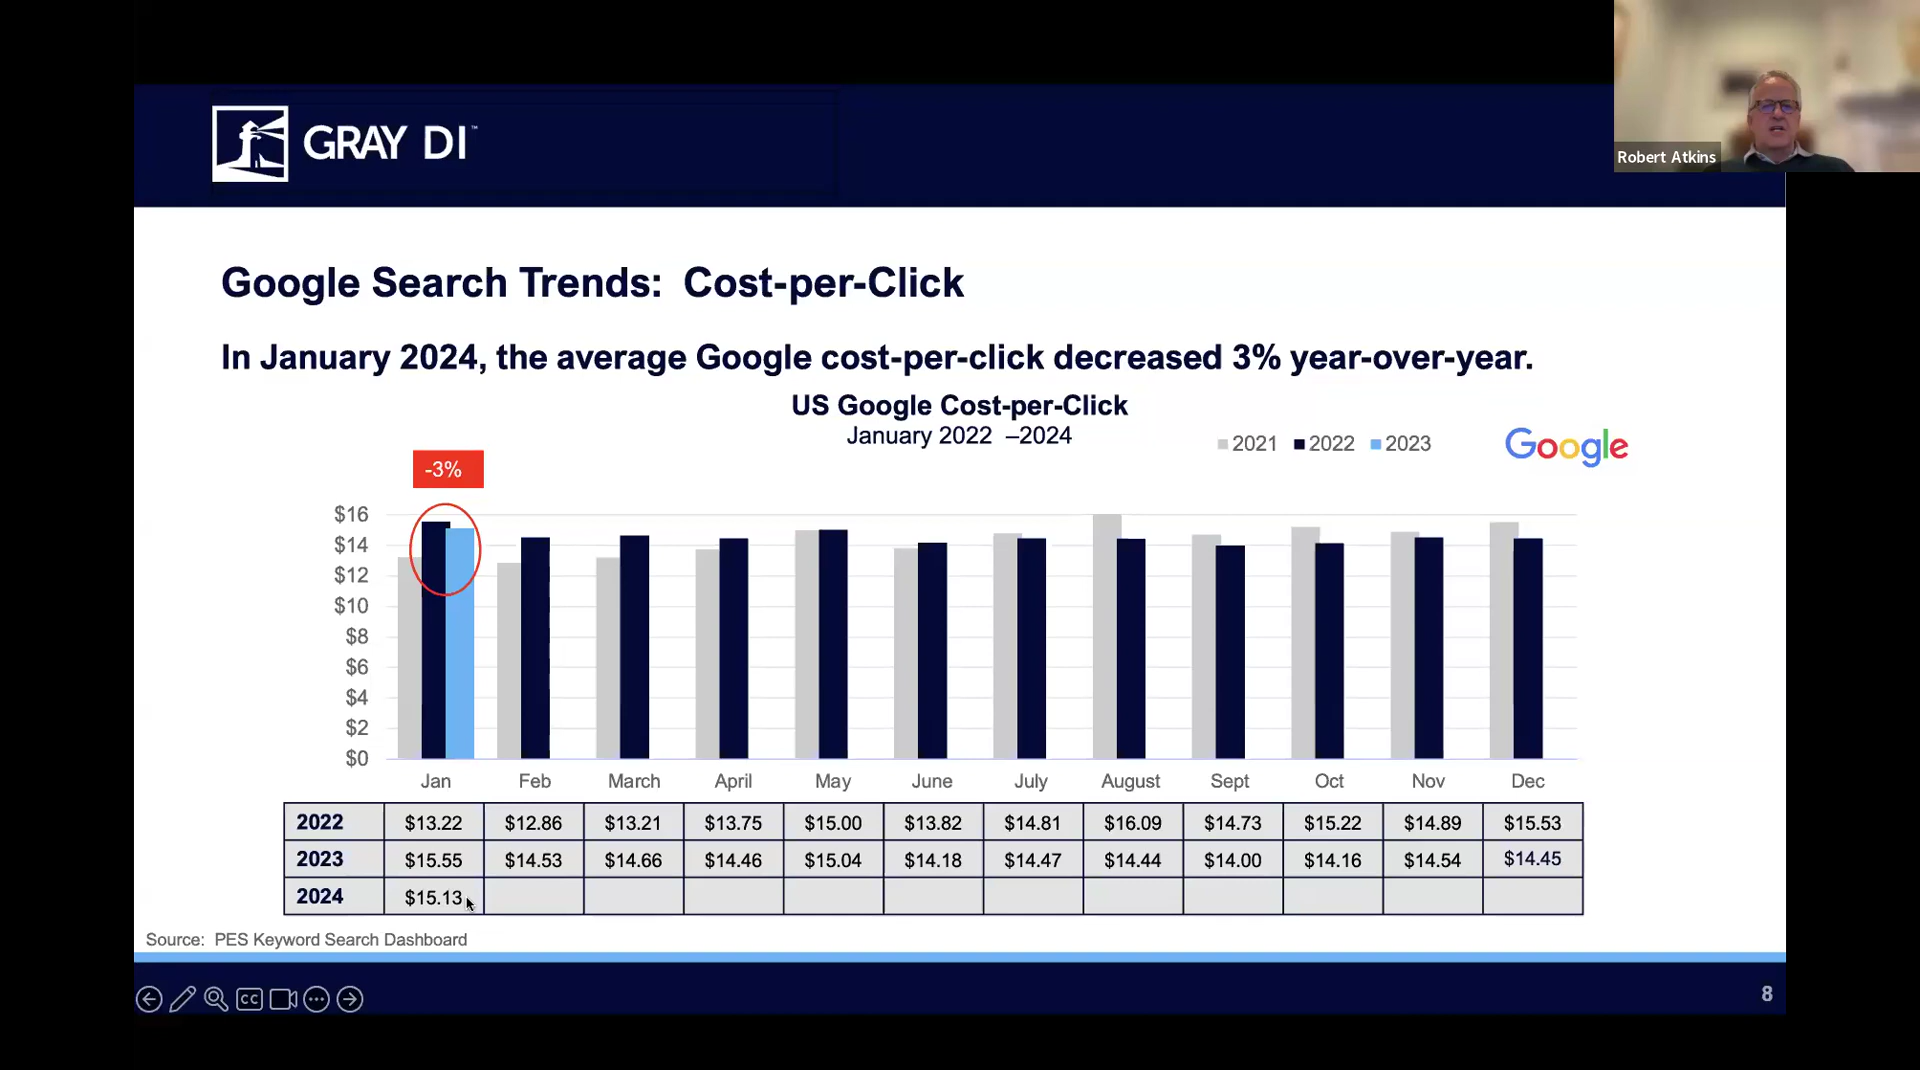 Robert Atkins
GRAY DI™
Google Search Trends: Cost-per-Click
In January 2024, the average Google cost-per-click decreased 3% year-over-year.
US Google Cost-per-Click
January 2022 –2024
2021 2022 2023
Google
-3%
$16
$14
$12
$10
$8
$6
$4
$2
$0
Jan Feb March April May June July August Sept Oct Nov Dec
2022 $13.22 $12.86 $13.21 $13.75 $15.00 $13.82 $14.81 $16.09 $14.73 $15.22 $14.89 $15.53
2023 $15.55 $14.53 $14.66 $14.46 $15.04 $14.18 $14.47 $14.44 $14.00 $14.16 $14.54 $14.45
2024 $15.13
Source: PES Keyword Search Dashboard
CC
8